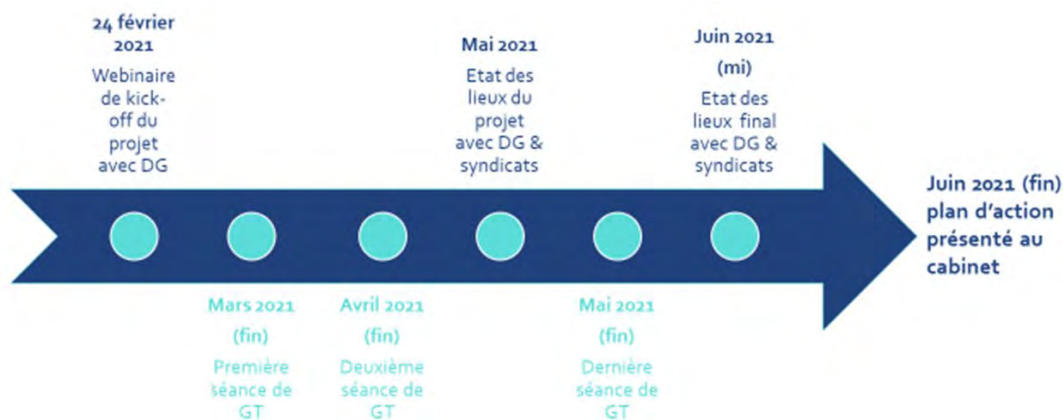 24 février
2021
Webinaire
de kick-
off du
projet
avec DG
Mai 2021
Etat des
lieux du
projet
avec DG &
syndicats
Juin 2021
(mi)
Etat des
lieux final
avec DG &
syndicats
Juin 2021 (fin)
plan d'action
présenté au
cabinet
Mars 2021
(fin)
Première
séance de
GT
Avril 2021
(fin)
Deuxième
séance de
GT
Mai 2021
(fin)
Dernière
séance de
GT